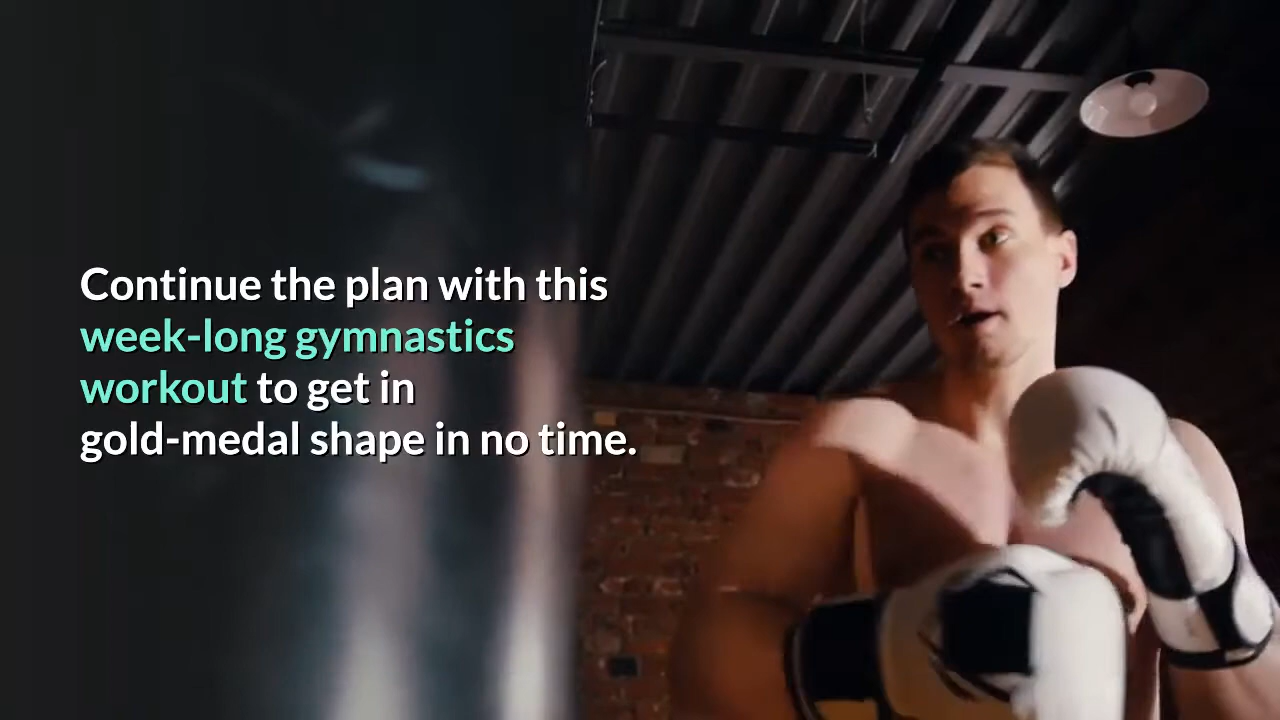 Continue the plan with this
week-long gymnastics
workout to get in
gold-medal shape in no time.